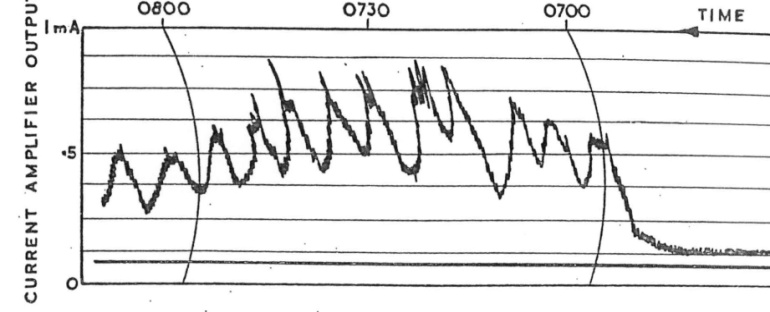 0800 0730 0700 TIME
1mA
.5
0
CURRENT AMPLIFIER OUTPUT